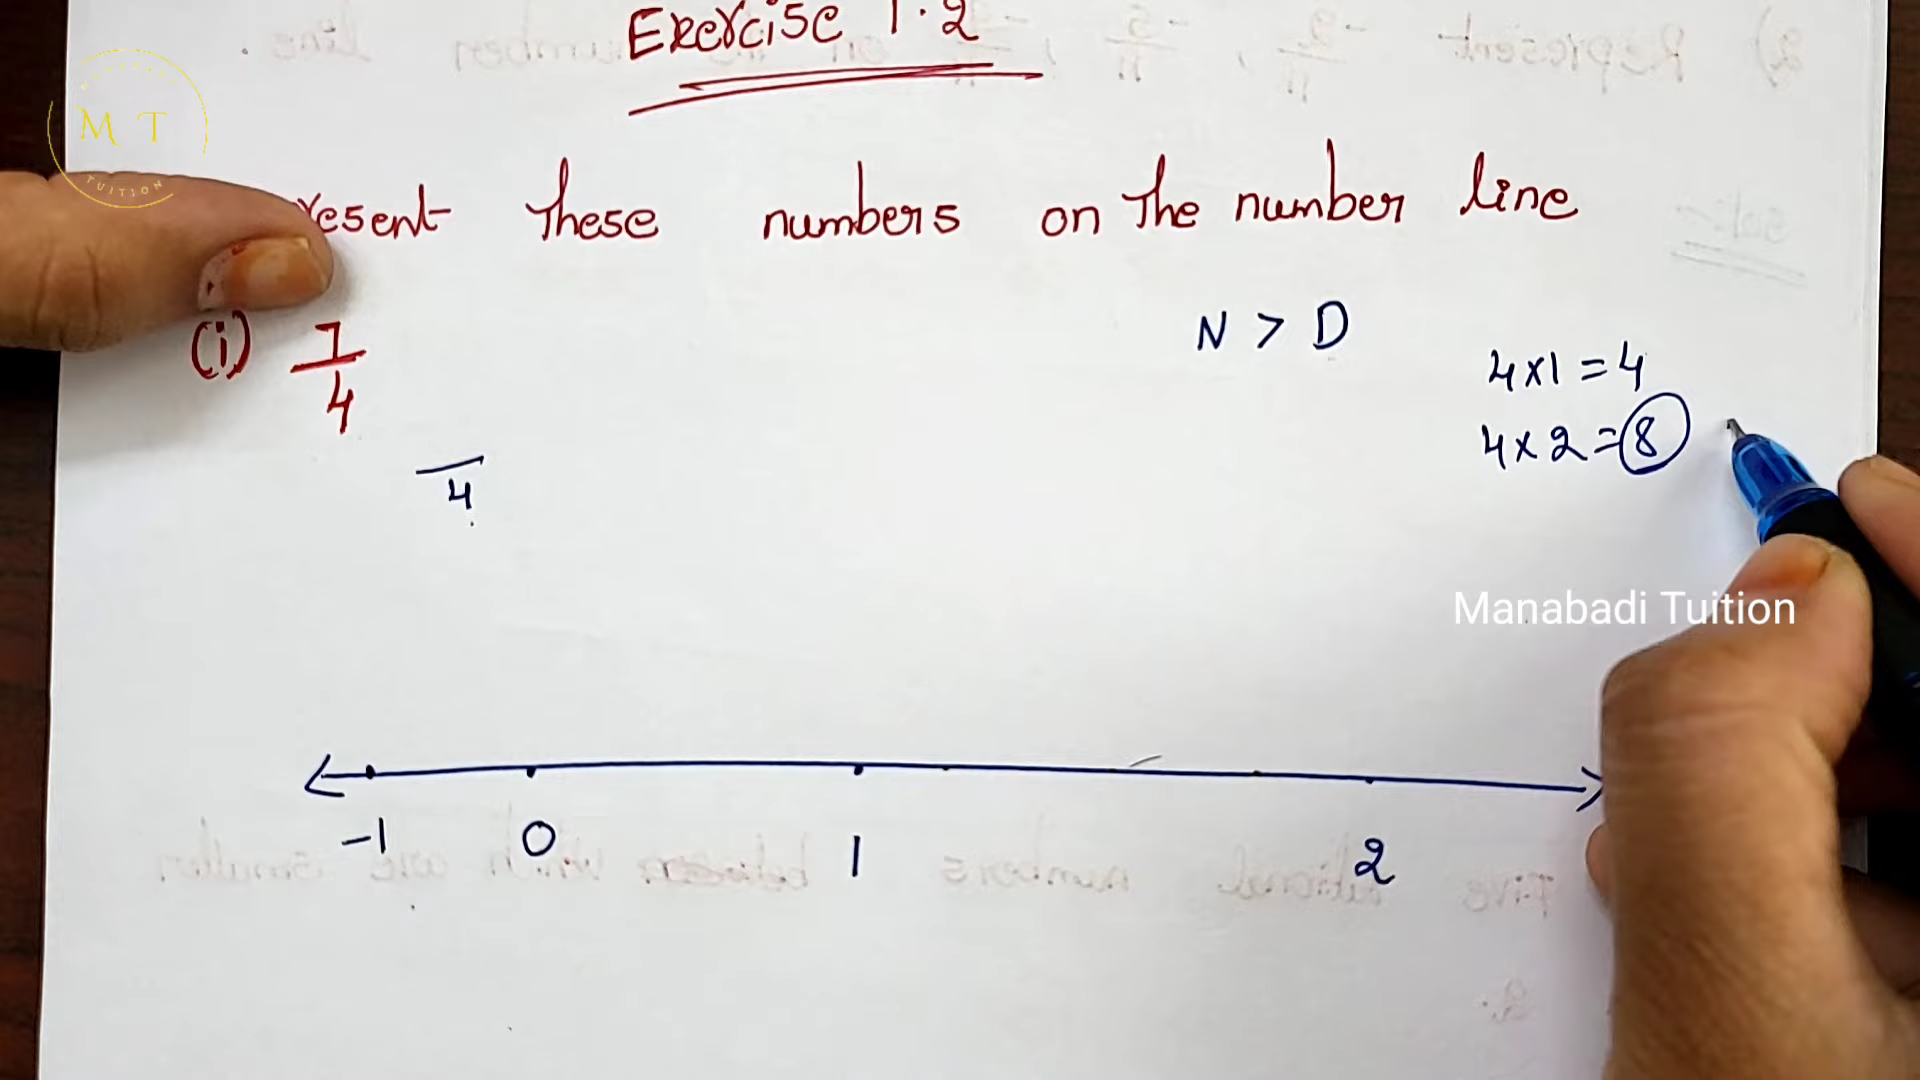 Exercise 1.2
M T
TUITION
resent these numbers on the number line
(i) 7/4
N > D
4×1 = 4
4×2 = 8
4
Manabadi Tuition
-1 0 1 2